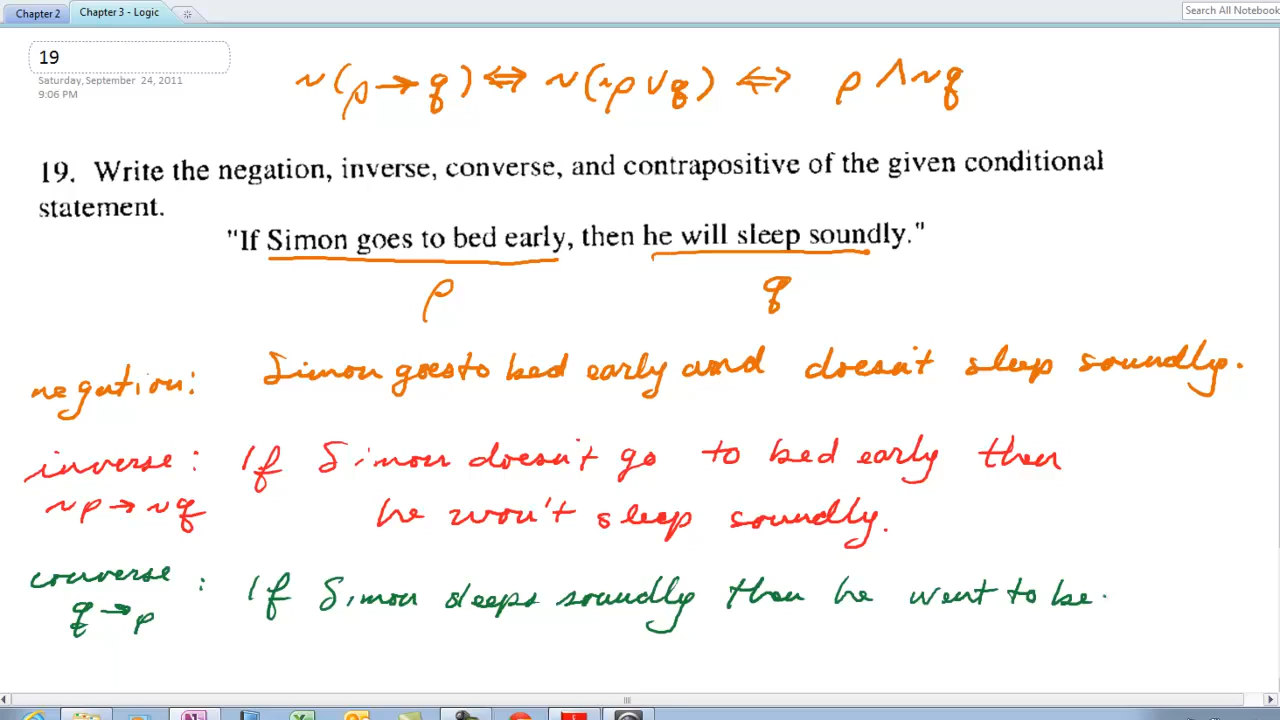 Chapter 2 Chapter 3 - Logic
Search All Notebook
19
Saturday, September 24, 2011
9:06 PM
~(p → q) ⇔ ~(~p ∨ q) ⇔ p ∧ ~q
19. Write the negation, inverse, converse, and contrapositive of the given conditional
statement.
"If Simon goes to bed early, then he will sleep soundly."
p q
negation: Simon goes to bed early and doesn't sleep soundly.
inverse: If Simon doesn't go to bed early then
~p → ~q he won't sleep soundly.
converse: If Simon sleeps soundly then he went to be
q → p